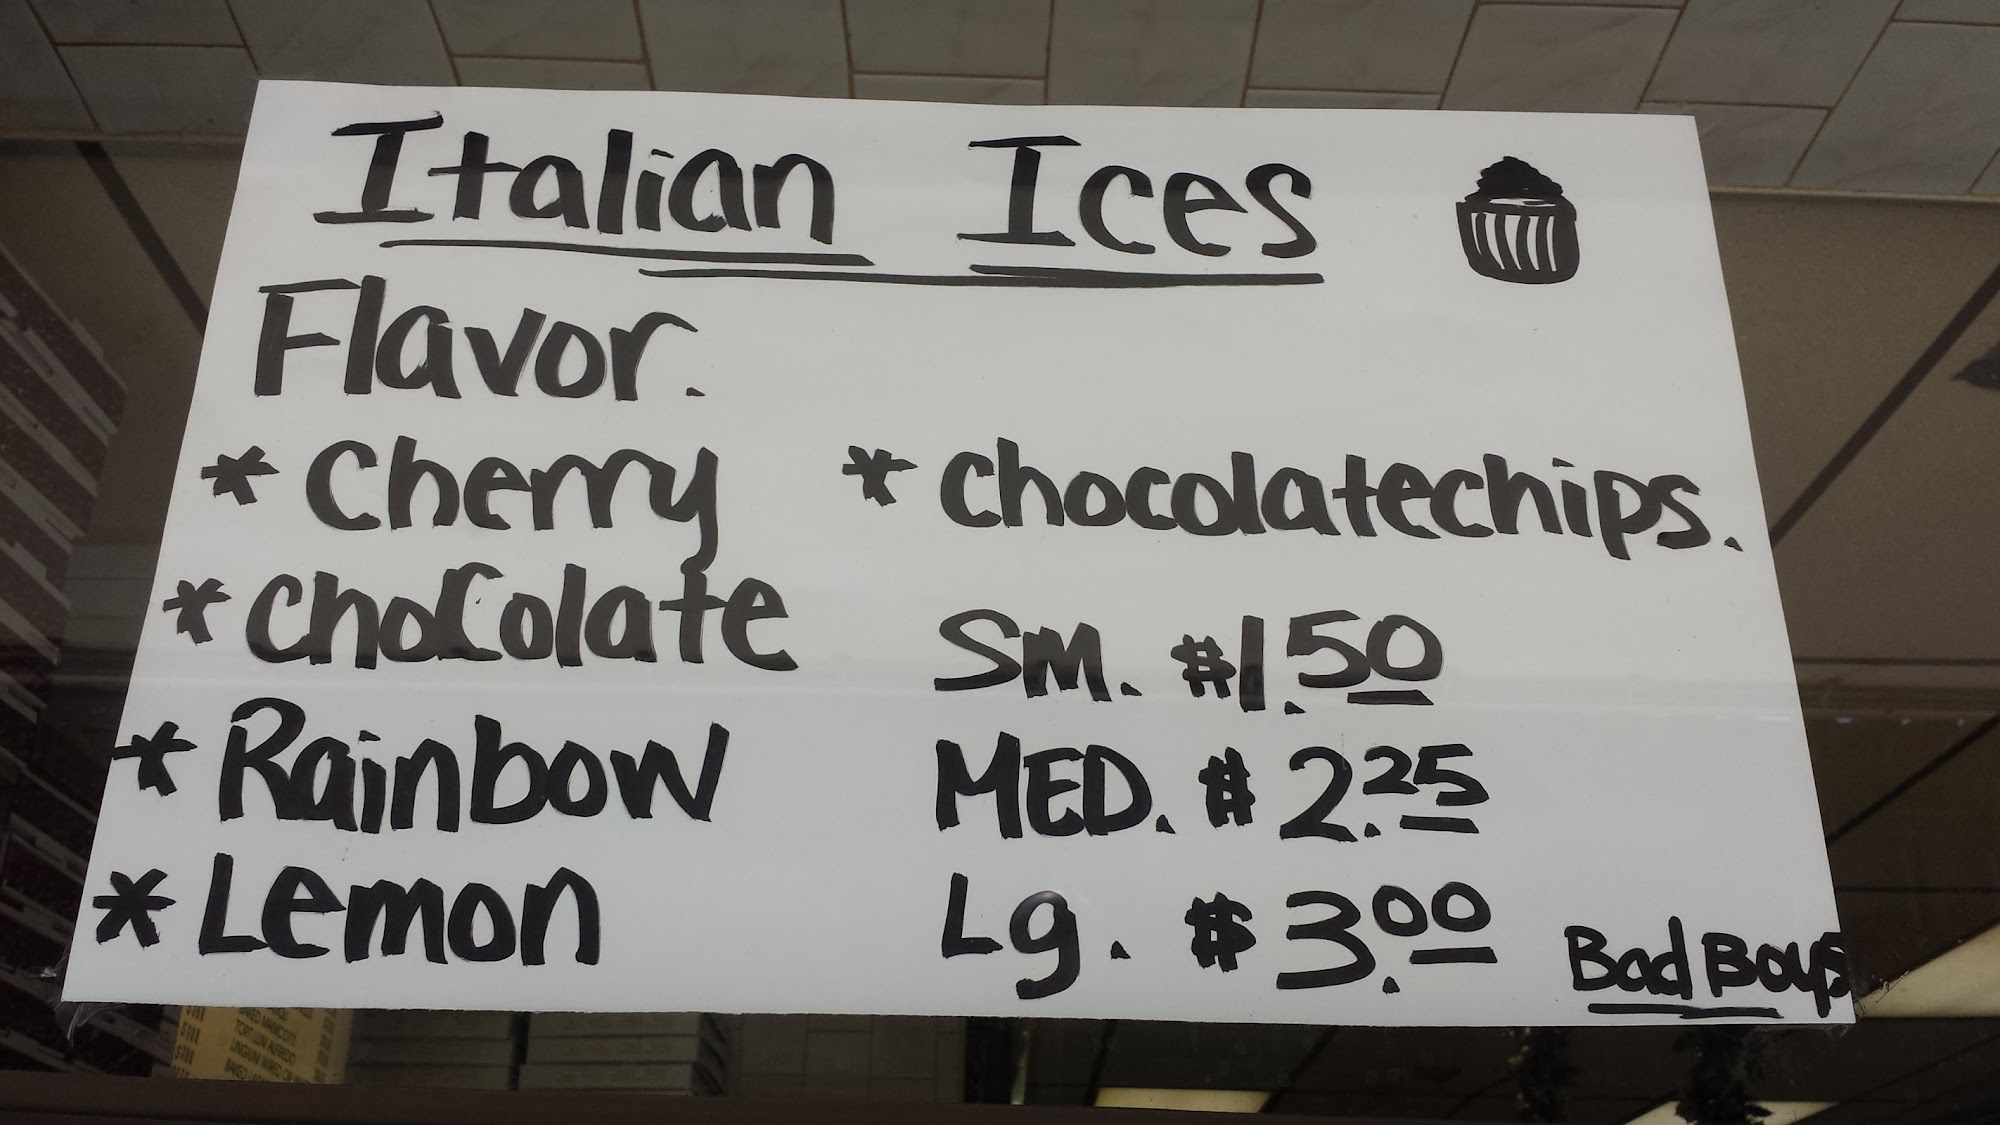 Italian Ices
Flavor.
* Cherry
* Chocolate
* Rainbow
* Lemon
* Chocolatechips.
SM. $1.50
MED. $2.25
Lg. $3.00
Bad Boys